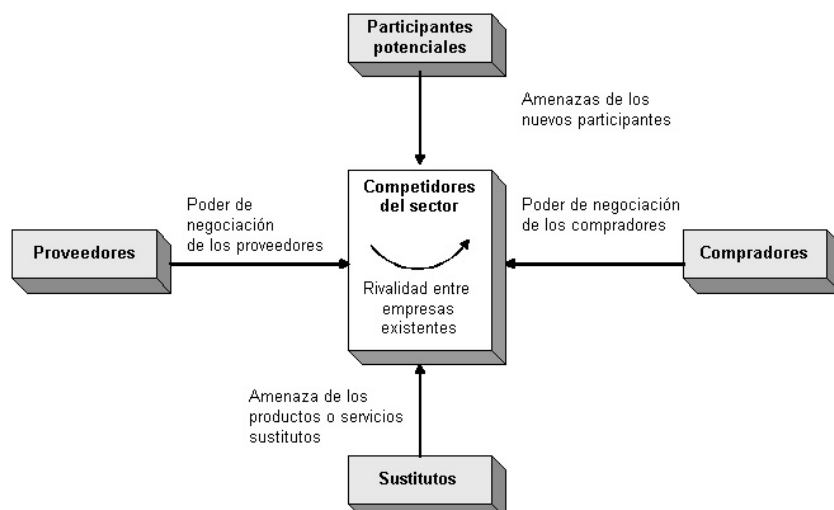 Participantes
potenciales
Amenazas de los
nuevos participantes
Competidores
del sector
Poder de
negociación
de los proveedores
Poder de negociación
de los compradores
Proveedores
Compradores
Rivalidad entre
empresas
existentes
Amenaza de los
productos o servicios
sustitutos
Sustitutos